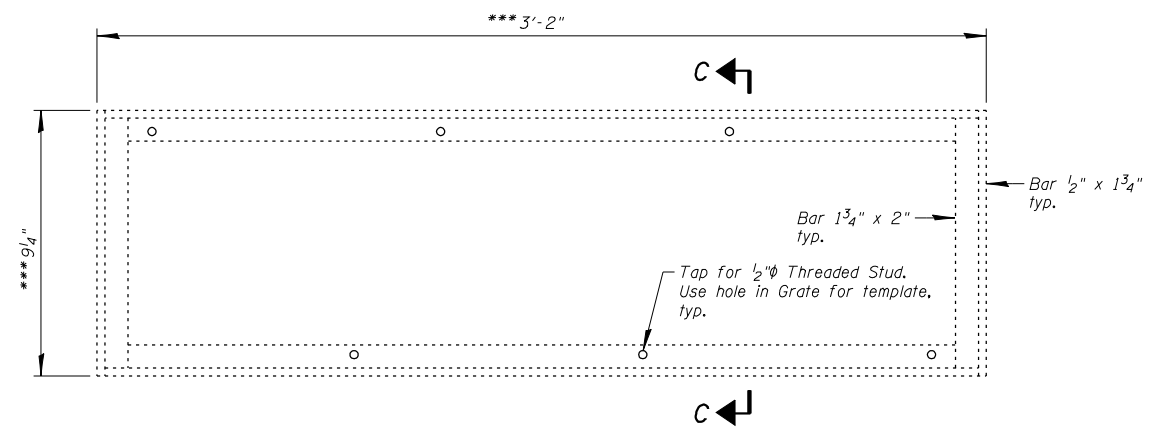 ***3'-2"
C
***9¼"
Bar ½" x 1¾"
typ.
Bar 1¾" x 2"
typ.
Tap for ½"φ Threaded Stud.
Use hole in Grate for template,
typ.
C